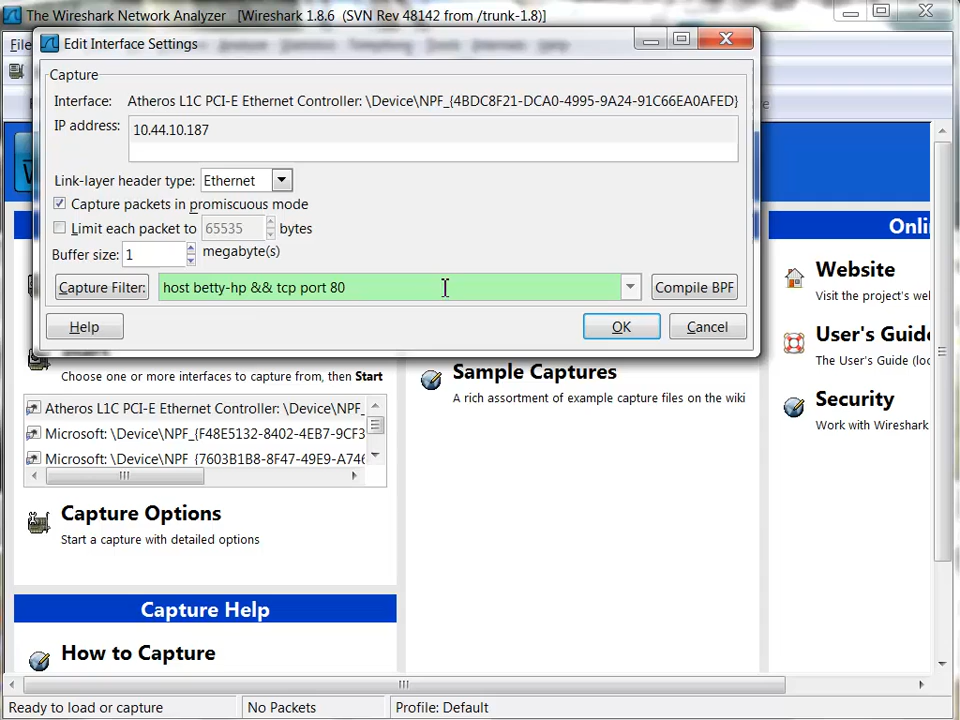 The Wireshark Network Analyzer [Wireshark 1.8.6 (SVN Rev 48142 from /trunk-1.8)]
File
Edit Interface Settings
Capture
Interface: Atheros L1C PCI-E Ethernet Controller: \Device\NPF_{4BDC8F21-DCA0-4995-9A24-91C66EA0AFED}
IP address: 10.44.10.187
Link-layer header type: Ethernet
Capture packets in promiscuous mode
Limit each packet to 65535 bytes
Buffer size: 1 megabyte(s)
Capture Filter: host betty-hp && tcp port 80 Compile BPF
Help OK Cancel
Choose one or more interfaces to capture from, then Start
Atheros L1C PCI-E Ethernet Controller: \Device\NPF_
Microsoft: \Device\NPF_{F48E5132-8402-4EB7-9CF3
Microsoft: \Device\NPF_{7603B1B8-8F47-49E9-A746
Capture Options
Start a capture with detailed options
Capture Help
How to Capture
Sample Captures
A rich assortment of example capture files on the wiki
Onli
Website
Visit the project's wel
User's Guide
The User's Guide (loc
Security
Work with Wireshark
Ready to load or capture No Packets Profile: Default